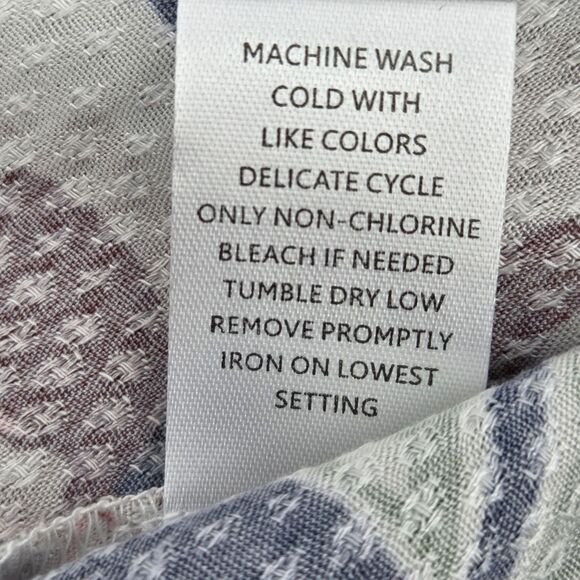 MACHINE WASH
COLD WITH
LIKE COLORS
DELICATE CYCLE
ONLY NON-CHLORINE
BLEACH IF NEEDED
TUMBLE DRY LOW
REMOVE PROMPTLY
IRON ON LOWEST
SETTING